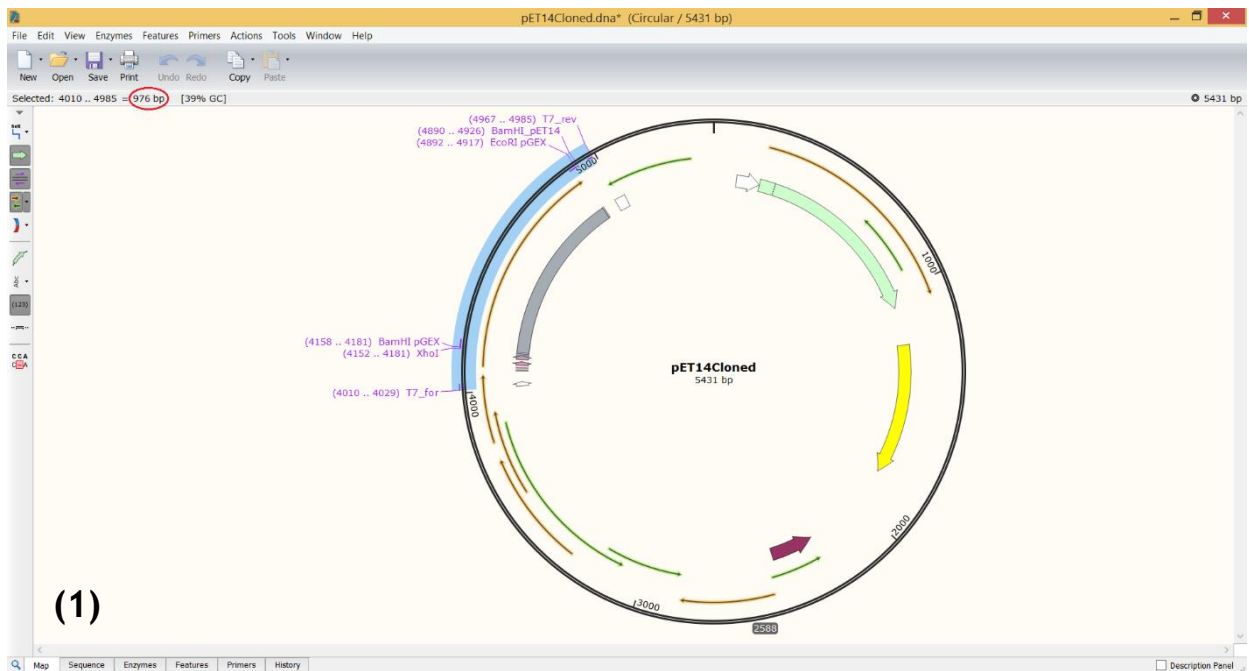 pET14Cloned.dna* (Circular / 5431 bp)
File Edit View Enzymes Features Primers Actions Tools Window Help
New Open Save Print Undo Redo Copy Paste
Selected: 4010 .. 4985 = 976 bp [39% GC]
5431 bp
(4967 .. 4985) T7_rev
(4890 .. 4926) BamHI_pET14
(4892 .. 4917) EcoRI pGEX
5000
1000
(4158 .. 4181) BamHI pGEX
(4152 .. 4181) XhoI
(4010 .. 4029) T7_for
4000
pET14Cloned
5431 bp
2000
3000
2588
(1)
Map Sequence Enzymes Features Primers History
Description Panel